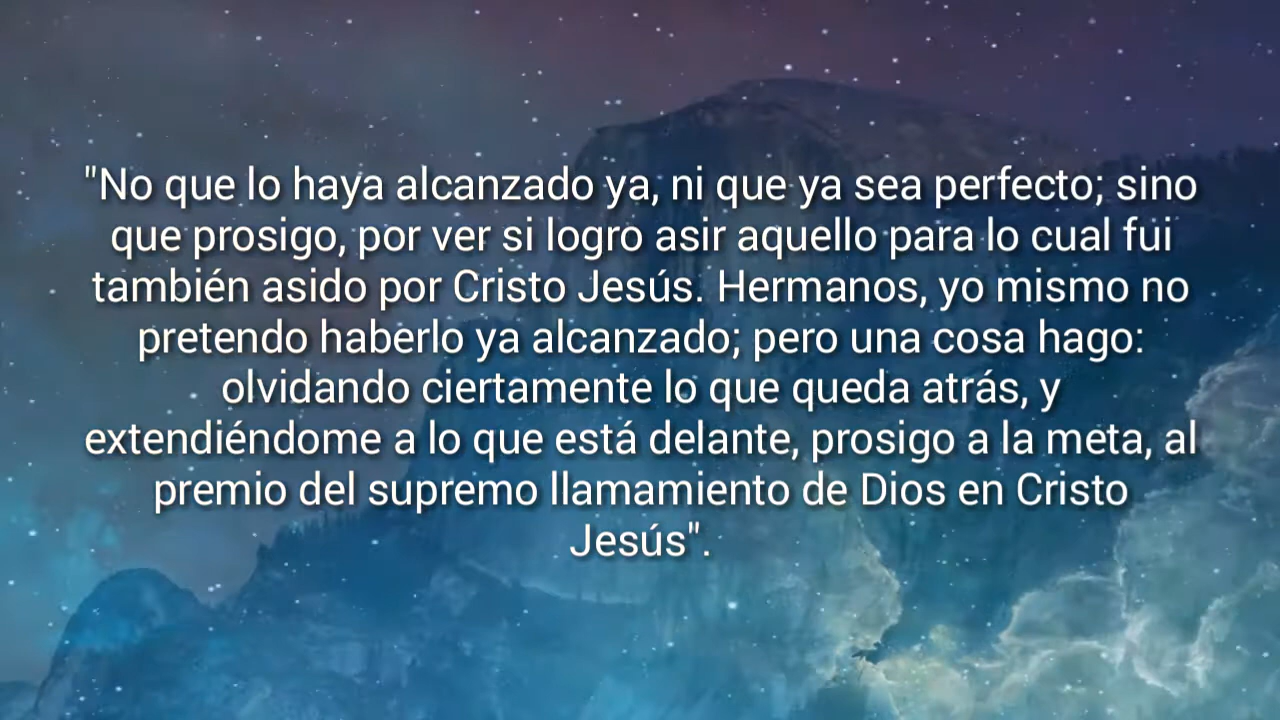 "No que lo haya alcanzado ya, ni que ya sea perfecto; sino
que prosigo, por ver si logro asir aquello para lo cual fui
también asido por Cristo Jesús. Hermanos, yo mismo no
pretendo haberlo ya alcanzado; pero una cosa hago:
olvidando ciertamente lo que queda atrás, y
extendiéndome a lo que está delante, prosigo a la meta, al
premio del supremo llamamiento de Dios en Cristo
Jesús".